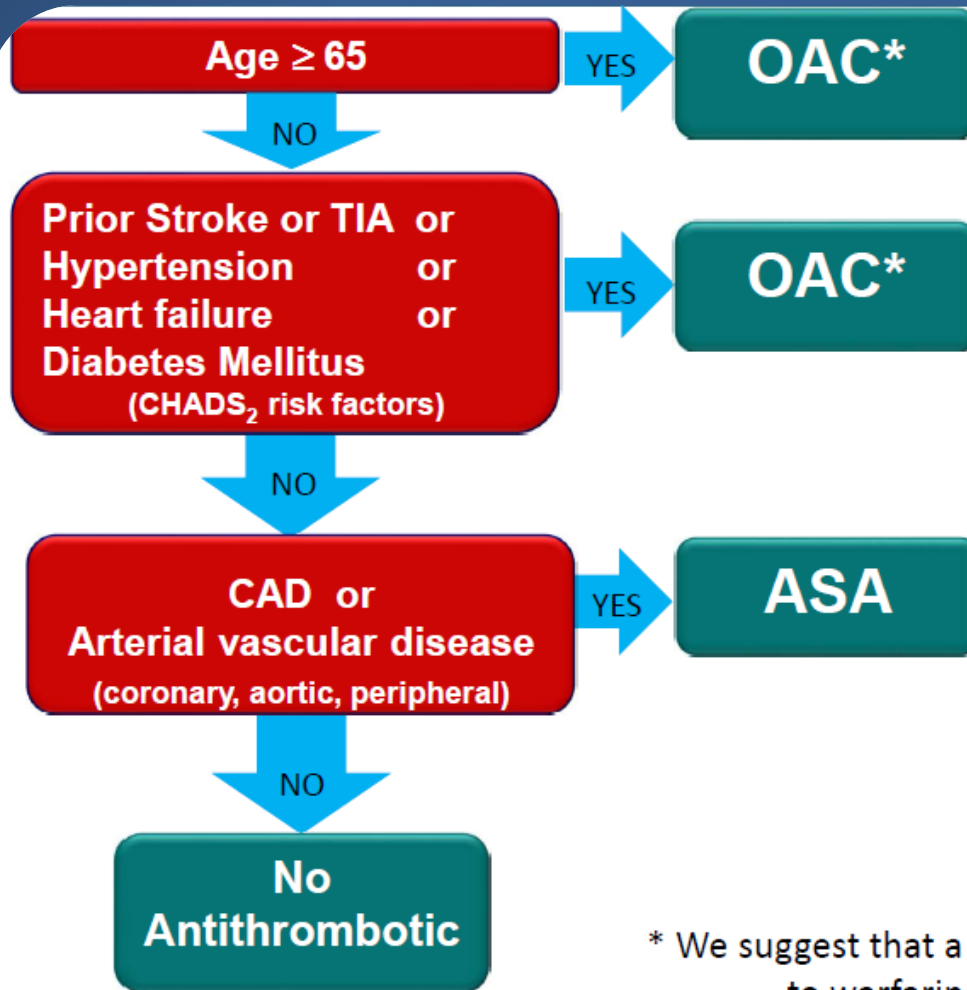 Age ≥ 65
YES
OAC*
NO
Prior Stroke or TIA or
Hypertension or
Heart failure or
Diabetes Mellitus
(CHADS₂ risk factors)
YES
OAC*
NO
CAD or
Arterial vascular disease
(coronary, aortic, peripheral)
YES
ASA
NO
No
Antithrombotic
* We suggest that a
to warfarin